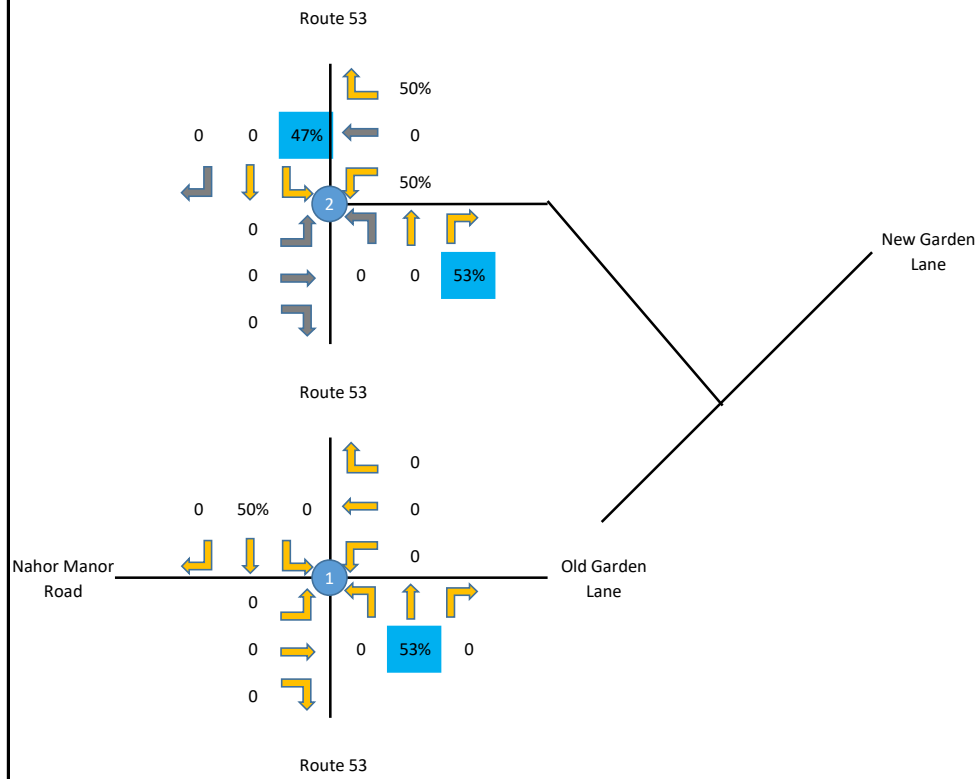 Route 53
50%
0 0 47% 0
50%
2
0
New Garden
Lane
0 0 0 53%
0
Route 53
0
0 50% 0 0
0
Nahor Manor
Road
1
Old Garden
Lane
0
0 0 53% 0
0
Route 53